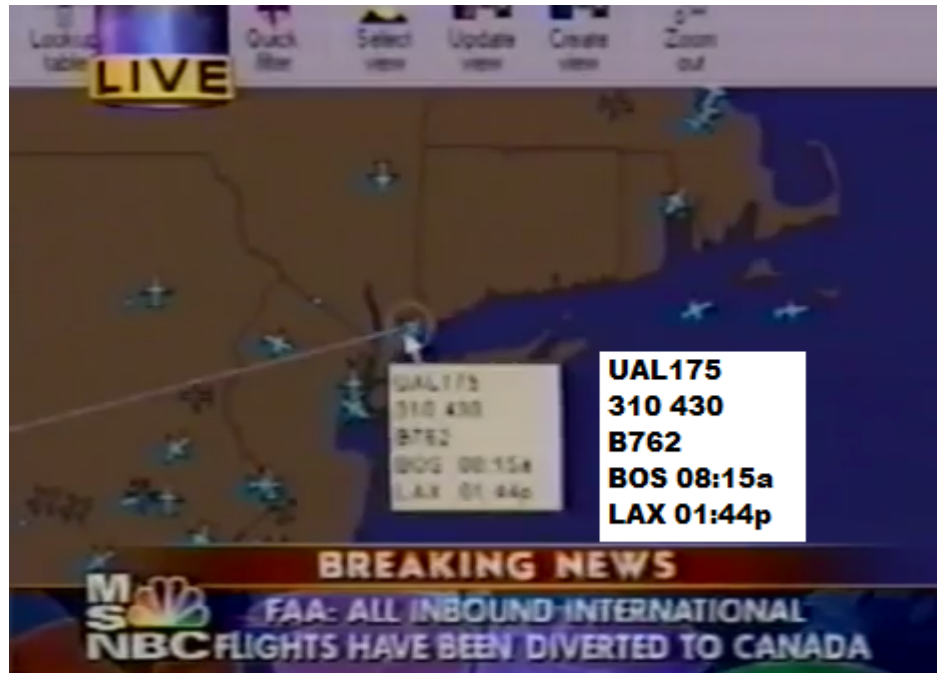 Lookup Quick Select Update Create Zoom
table filter view view view out
LIVE
UAL175
310 430
B762
BOS 08:15a
LAX 01:44p
UAL175
310 430
B762
BOS 08:15a
LAX 01:44p
BREAKING NEWS
MSNBC
FAA: ALL INBOUND INTERNATIONAL
FLIGHTS HAVE BEEN DIVERTED TO CANADA